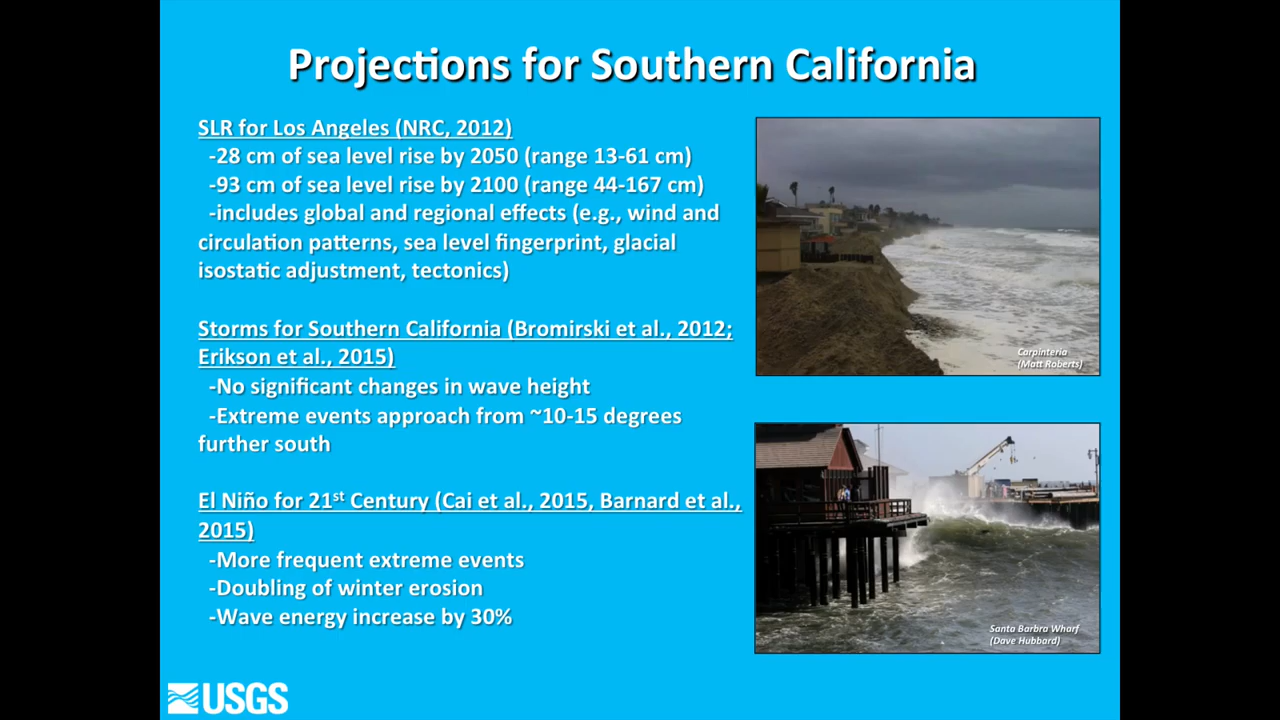 Projections for Southern California
SLR for Los Angeles (NRC, 2012)
-28 cm of sea level rise by 2050 (range 13-61 cm)
-93 cm of sea level rise by 2100 (range 44-167 cm)
-includes global and regional effects (e.g., wind and
circulation patterns, sea level fingerprint, glacial
isostatic adjustment, tectonics)
Storms for Southern California (Bromirski et al., 2012;
Erikson et al., 2015)
-No significant changes in wave height
-Extreme events approach from ~10-15 degrees
further south
El Niño for 21st Century (Cai et al., 2015, Barnard et al.,
2015)
-More frequent extreme events
-Doubling of winter erosion
-Wave energy increase by 30%
Carpinteria
(Matt Roberts)
Santa Barbra Wharf
(Dave Hubbard)
USGS